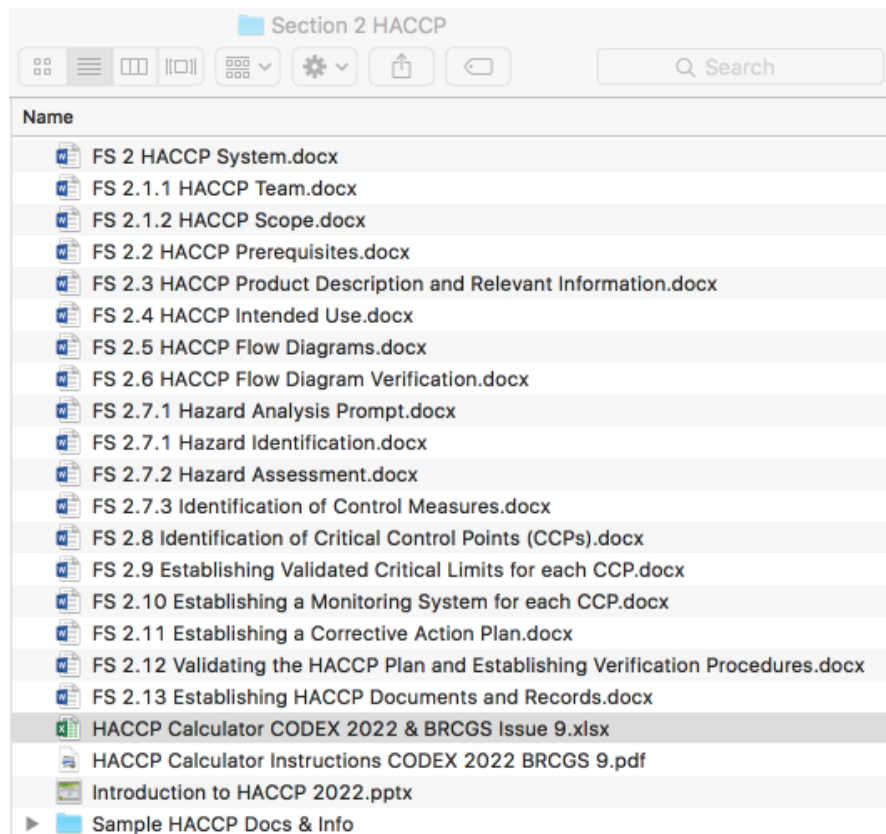 Section 2 HACCP
Search
Name
FS 2 HACCP System.docx
FS 2.1.1 HACCP Team.docx
FS 2.1.2 HACCP Scope.docx
FS 2.2 HACCP Prerequisites.docx
FS 2.3 HACCP Product Description and Relevant Information.docx
FS 2.4 HACCP Intended Use.docx
FS 2.5 HACCP Flow Diagrams.docx
FS 2.6 HACCP Flow Diagram Verification.docx
FS 2.7.1 Hazard Analysis Prompt.docx
FS 2.7.1 Hazard Identification.docx
FS 2.7.2 Hazard Assessment.docx
FS 2.7.3 Identification of Control Measures.docx
FS 2.8 Identification of Critical Control Points (CCPs).docx
FS 2.9 Establishing Validated Critical Limits for each CCP.docx
FS 2.10 Establishing a Monitoring System for each CCP.docx
FS 2.11 Establishing a Corrective Action Plan.docx
FS 2.12 Validating the HACCP Plan and Establishing Verification Procedures.docx
FS 2.13 Establishing HACCP Documents and Records.docx
HACCP Calculator CODEX 2022 & BRCGS Issue 9.xlsx
HACCP Calculator Instructions CODEX 2022 BRCGS 9.pdf
Introduction to HACCP 2022.pptx
Sample HACCP Docs & Info